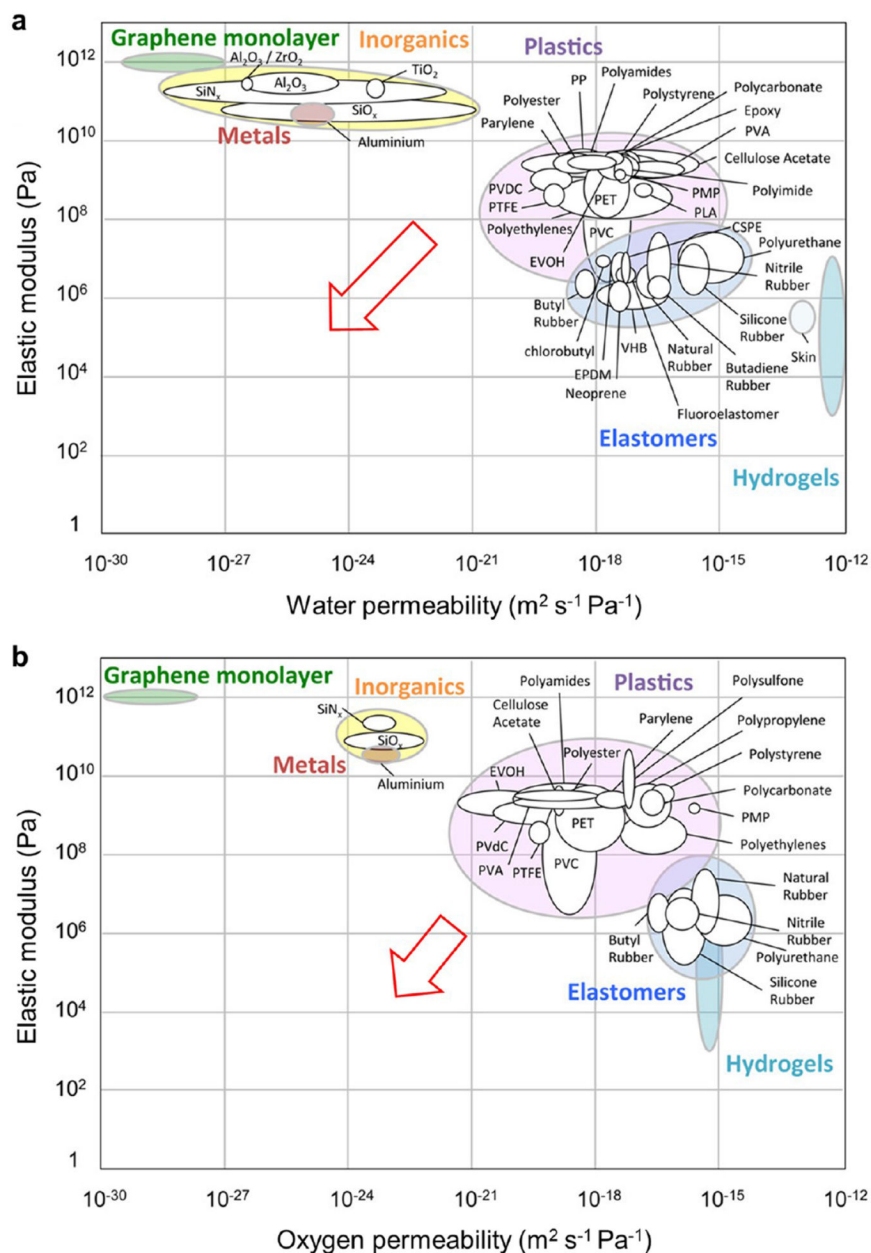 a
Graphene monolayer
Inorganics
Plastics
Al₂O₃ / ZrO₂
TiO₂
SiNₓ
Al₂O₃
SiOₓ
Metals
Aluminium
PP
Polyamides
Polycarbonate
Polyester
Polystyrene
Epoxy
Parylene
PVA
Cellulose Acetate
PVDC
PTFE
PET
PMP
Polyimide
PLA
Polyethylenes
PVC
CSPE
EVOH
Polyurethane
Nitrile
Rubber
Butyl
Rubber
Silicone
Rubber
Skin
chlorobutyl
VHB
Natural
Rubber
Butadiene
Rubber
EPDM
Neoprene
Fluoroelastomer
Elastomers
Hydrogels
Elastic modulus (Pa)
10¹²
10¹⁰
10⁸
10⁶
10⁴
10²
1
10⁻³⁰
10⁻²⁷
10⁻²⁴
10⁻²¹
10⁻¹⁸
10⁻¹⁵
10⁻¹²
Water permeability (m² s⁻¹ Pa⁻¹)
b
Graphene monolayer
Inorganics
Plastics
Polyamides
Polysulfone
SiNₓ
Cellulose
Acetate
Parylene
Polypropylene
SiOₓ
Polyester
Polystyrene
Metals
Aluminium
EVOH
Polycarbonate
PET
PMP
PVdC
Polyethylenes
PVA
PTFE
PVC
Natural
Rubber
Butyl
Rubber
Nitrile
Rubber
Polyurethane
Silicone
Rubber
Elastomers
Hydrogels
Elastic modulus (Pa)
10¹²
10¹⁰
10⁸
10⁶
10⁴
10²
1
10⁻³⁰
10⁻²⁷
10⁻²⁴
10⁻²¹
10⁻¹⁸
10⁻¹⁵
10⁻¹²
Oxygen permeability (m² s⁻¹ Pa⁻¹)